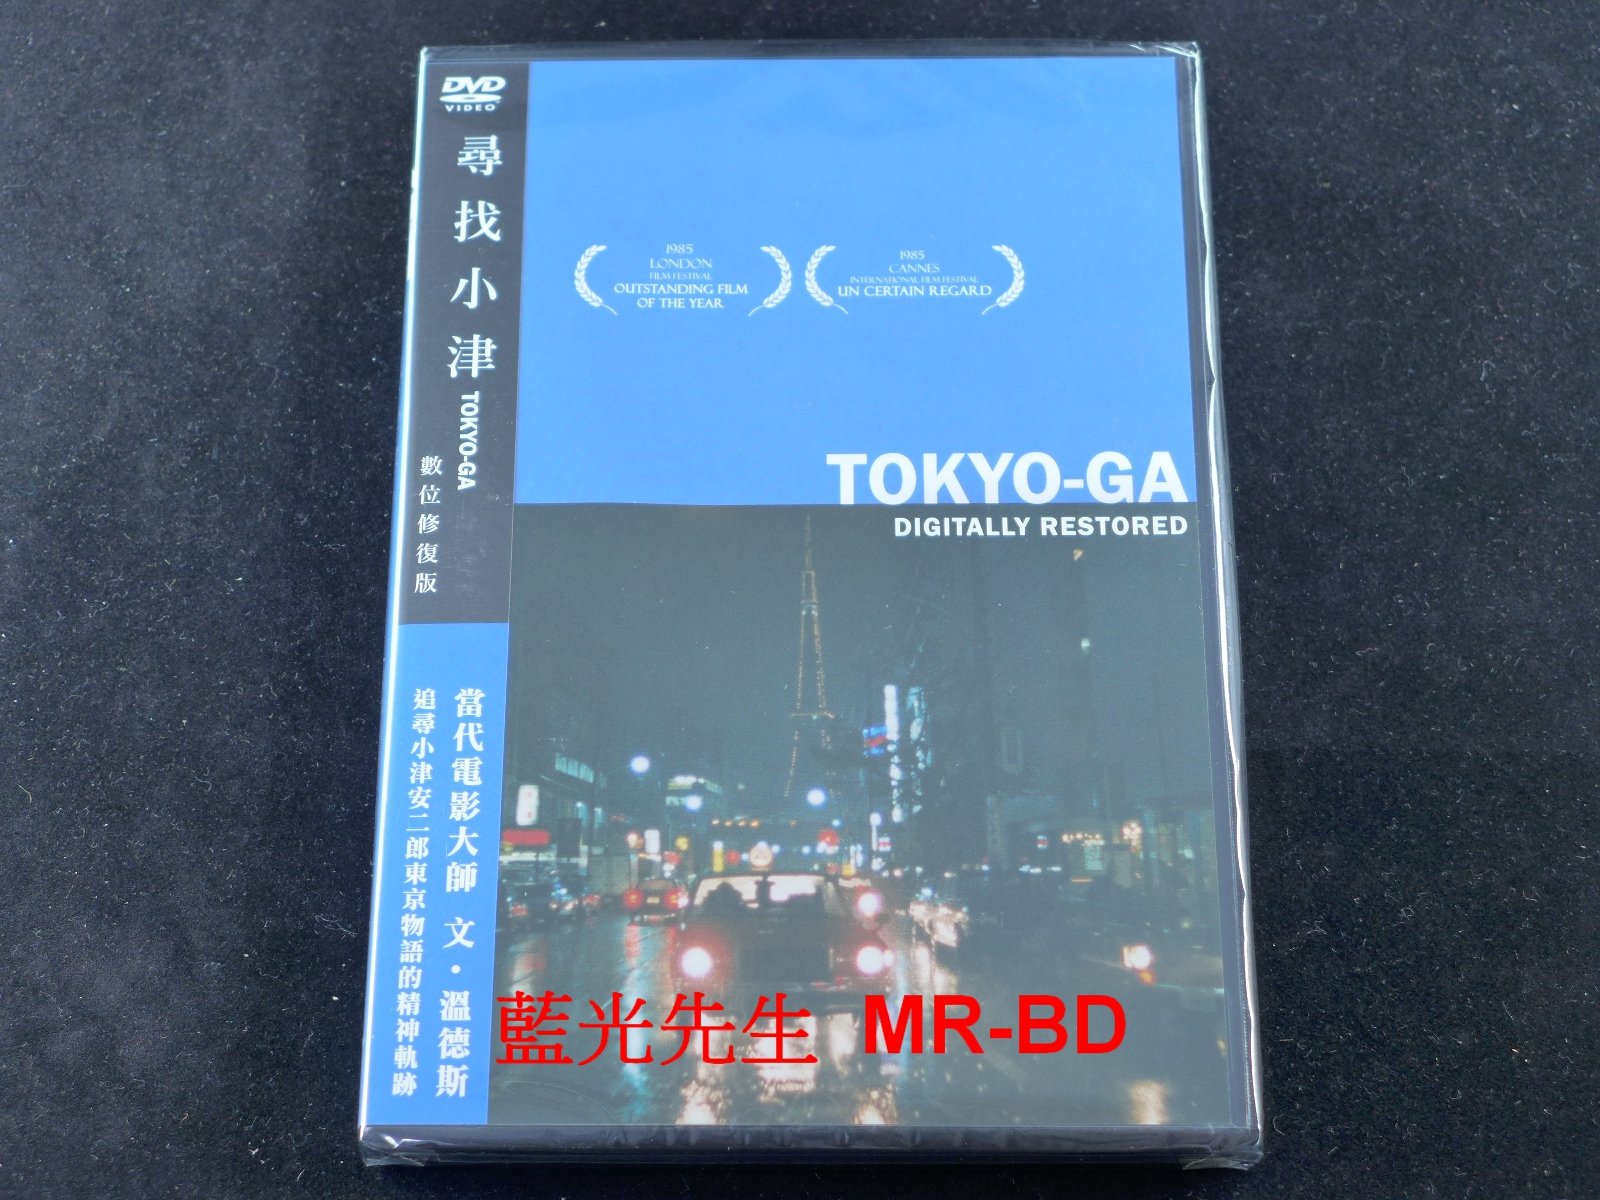 DVD
VIDEO
尋找小津
TOKYO-GA
數位修復版
當代電影大師 文·溫德斯
追尋小津安二郎東京物語的精神軌跡
1985
LONDON
FILM FESTIVAL
OUTSTANDING FILM
OF THE YEAR
1985
CANNES
INTERNATIONAL FILM FESTIVAL
UN CERTAIN REGARD
TOKYO-GA
DIGITALLY RESTORED
藍光先生 MR-BD